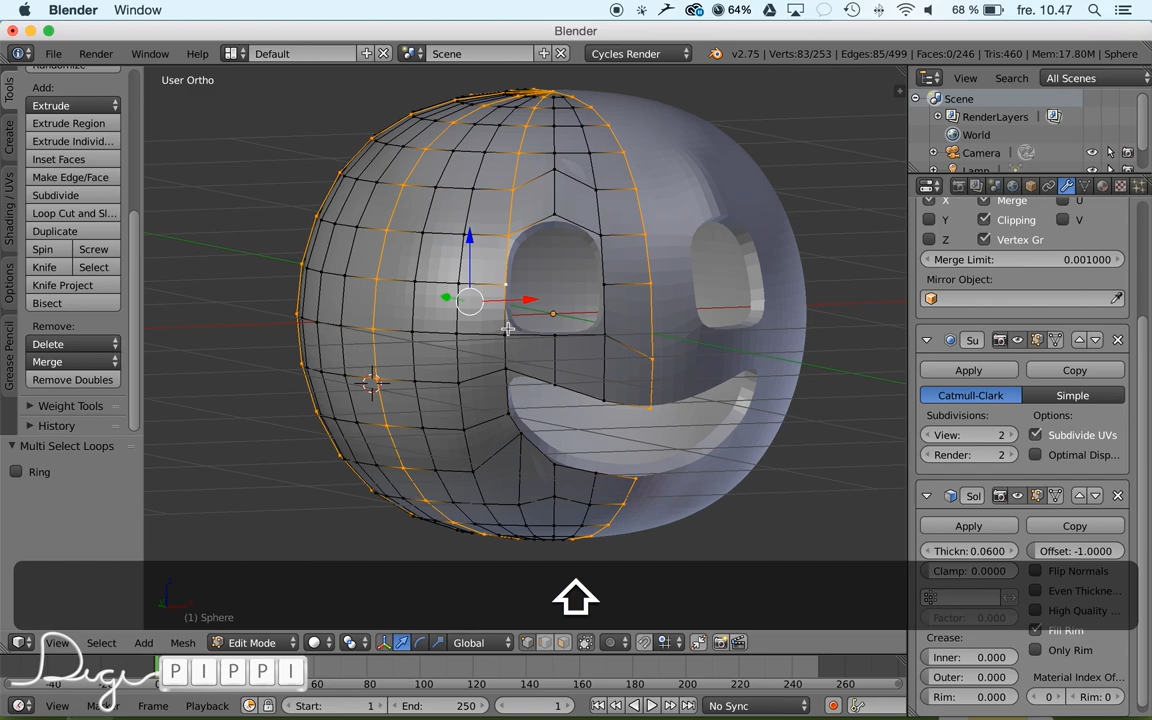 Blender Window 64% 68 % fre. 10.47
Blender
File Render Window Help Default Scene Cycles Render v2.75 | Verts:83/253 | Edges:85/499 | Faces:0/246 | Tris:460 | Mem:17.80M | Sphere
User Ortho
View Search All Scenes
Scene
RenderLayers
World
Camera
Tools
Create
Shading / UVs
Options
Grease Pencil
Add:
Extrude
Extrude Region
Extrude Individ...
Inset Faces
Make Edge/Face
Subdivide
Loop Cut and Sl...
Duplicate
Spin Screw
Knife Select
Knife Project
Bisect
Remove:
Delete
Merge
Remove Doubles
Weight Tools
History
Multi Select Loops
Ring
X Merge U
Y Clipping V
Z Vertex Gr
Merge Limit: 0.001000
Mirror Object:
Su
Apply Copy
Catmull-Clark Simple
Subdivisions: Options:
View: 2 Subdivide UVs
Render: 2 Optimal Disp...
Sol
Apply Copy
Thickn: 0.0600 Offset: -1.0000
Clamp: 0.0000 Flip Normals
Even Thickne...
High Quality ...
Factor: 0.000
Fill Rim
Crease:
Only Rim
Inner: 0.000
Outer: 0.000 Material Index Of...
Rim: 0.000 0 Rim: 0
(1) Sphere
View Select Add Mesh Edit Mode Global
Digi PIPPI
-40 60 80 100 120 140 160 180 200 220 240 260
View Frame Playback Start: 1 End: 250 1 No Sync